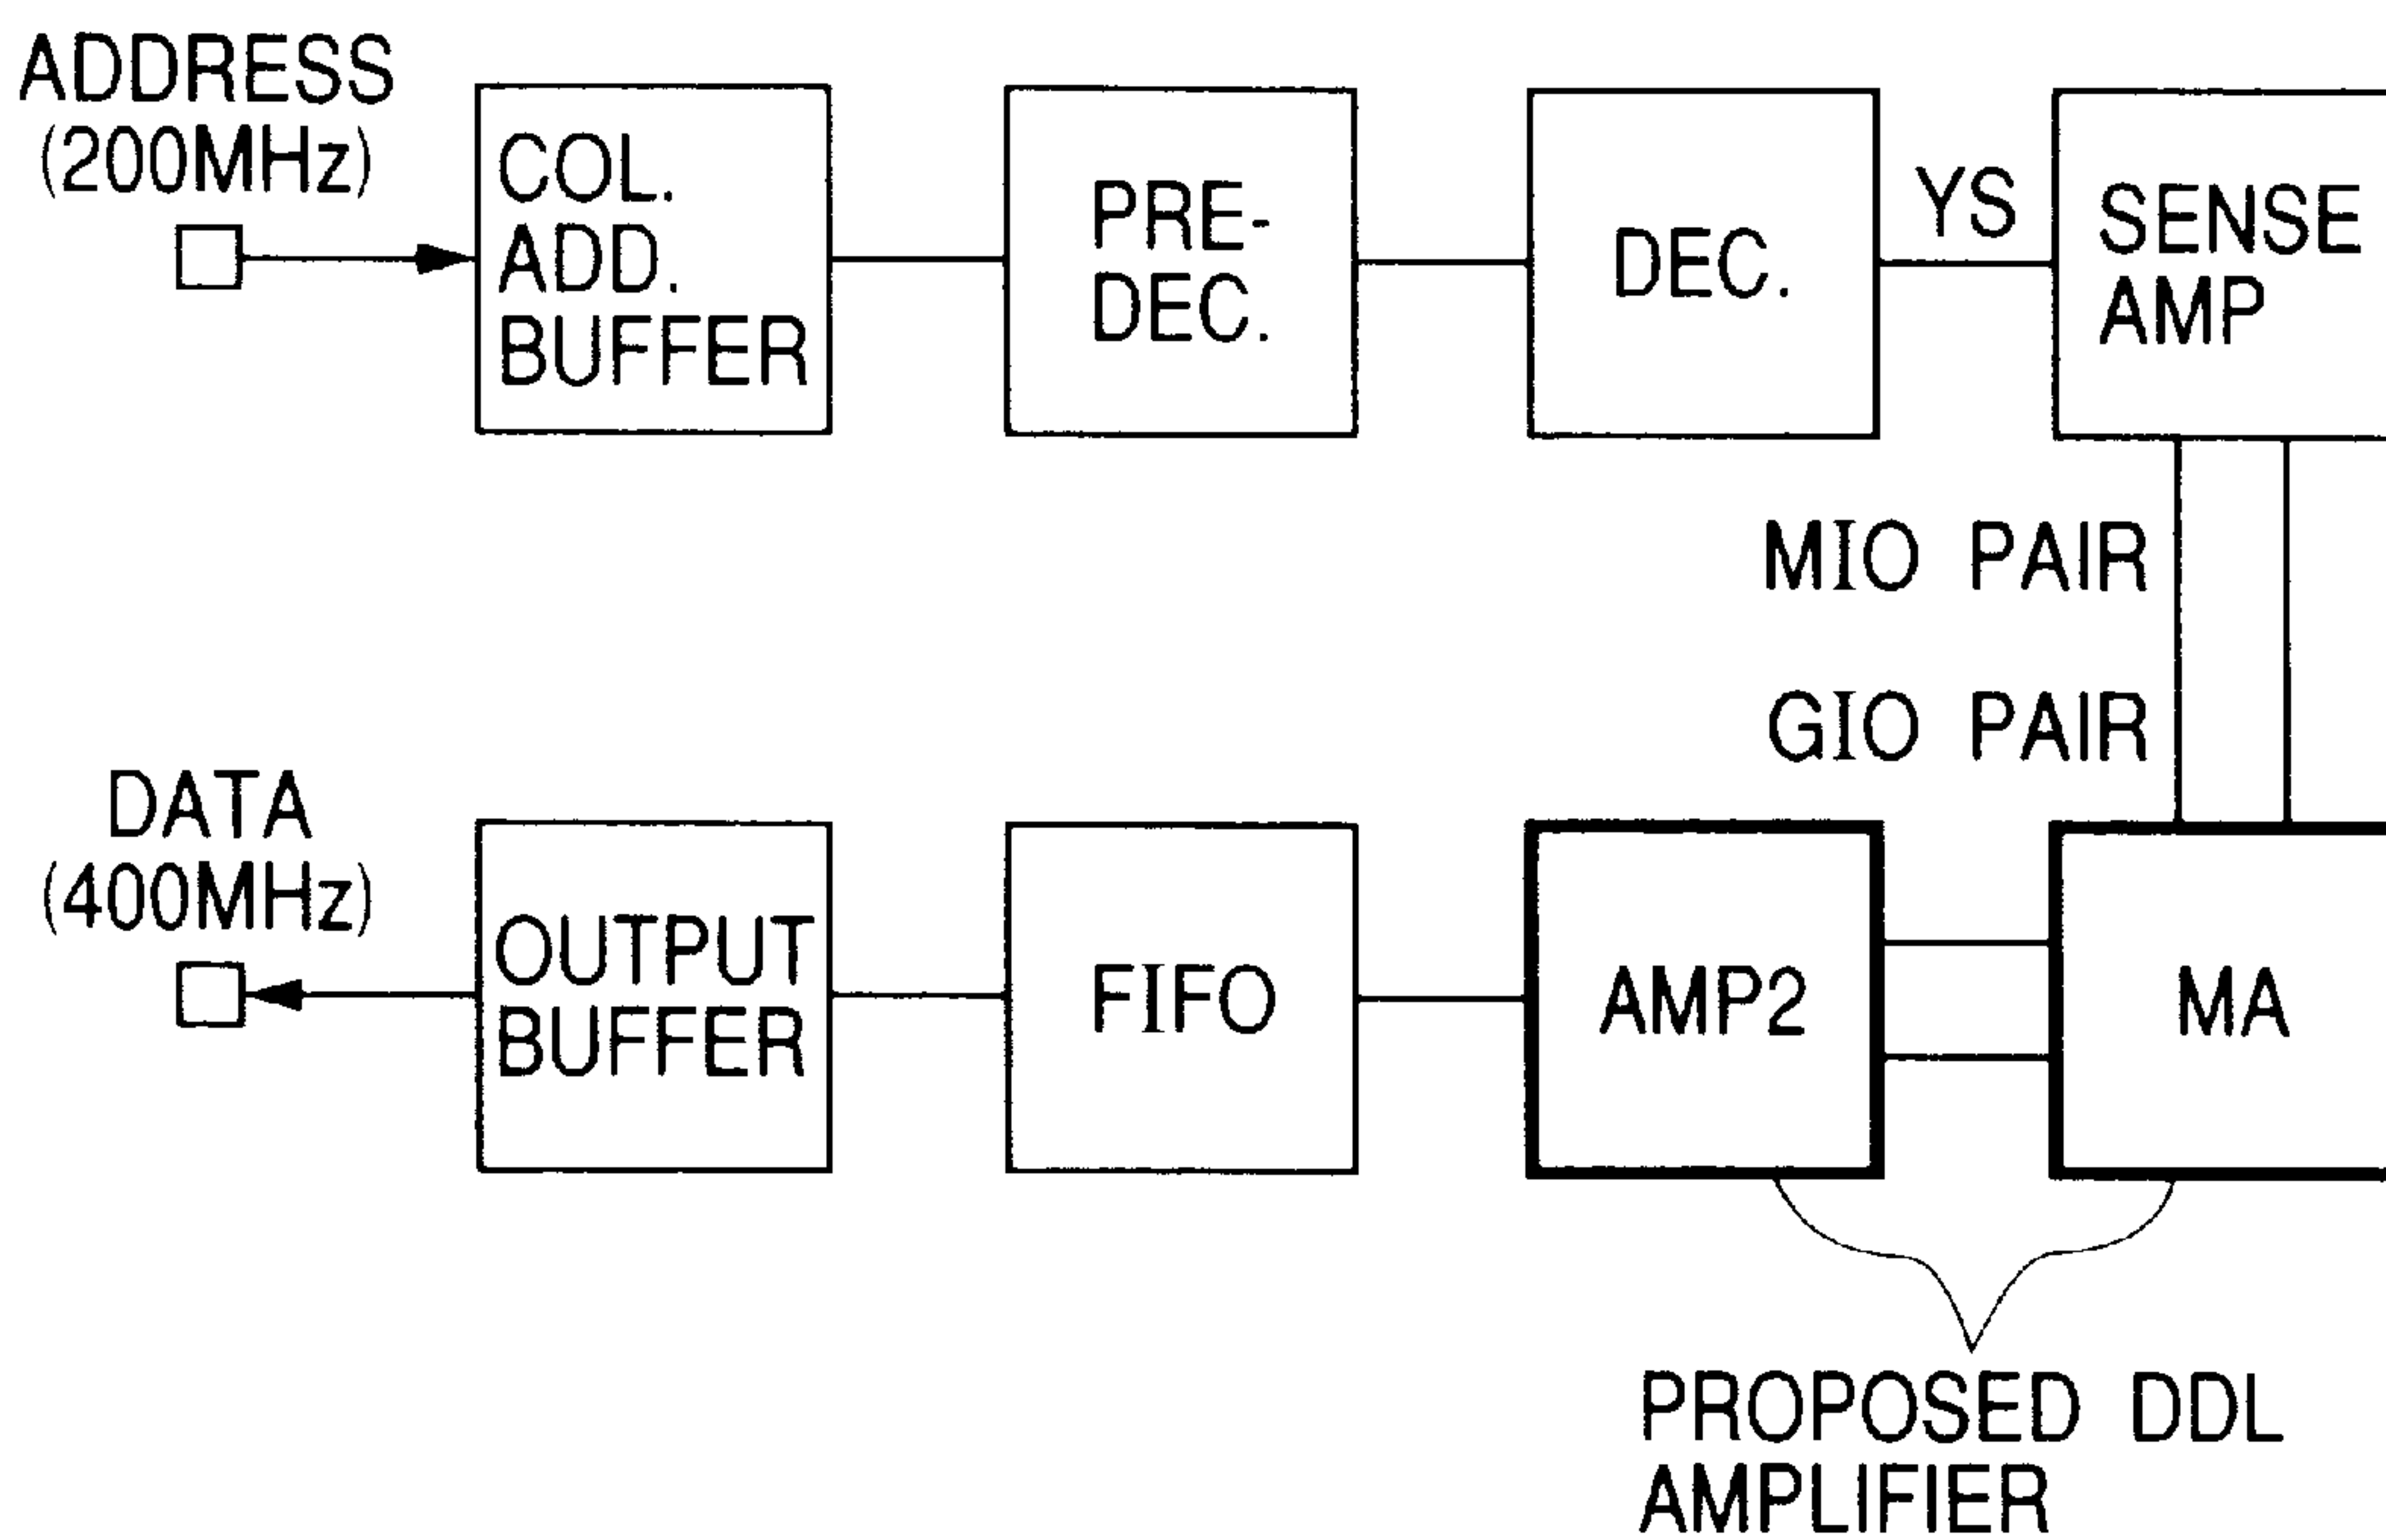 ADDRESS
(200MHz)
COL.
ADD.
BUFFER
PRE-
DEC.
DEC.
YS
SENSE
AMP
MIO PAIR
GIO PAIR
DATA
(400MHz)
OUTPUT
BUFFER
FIFO
AMP2
MA
PROPOSED DDL
AMPLIFIER